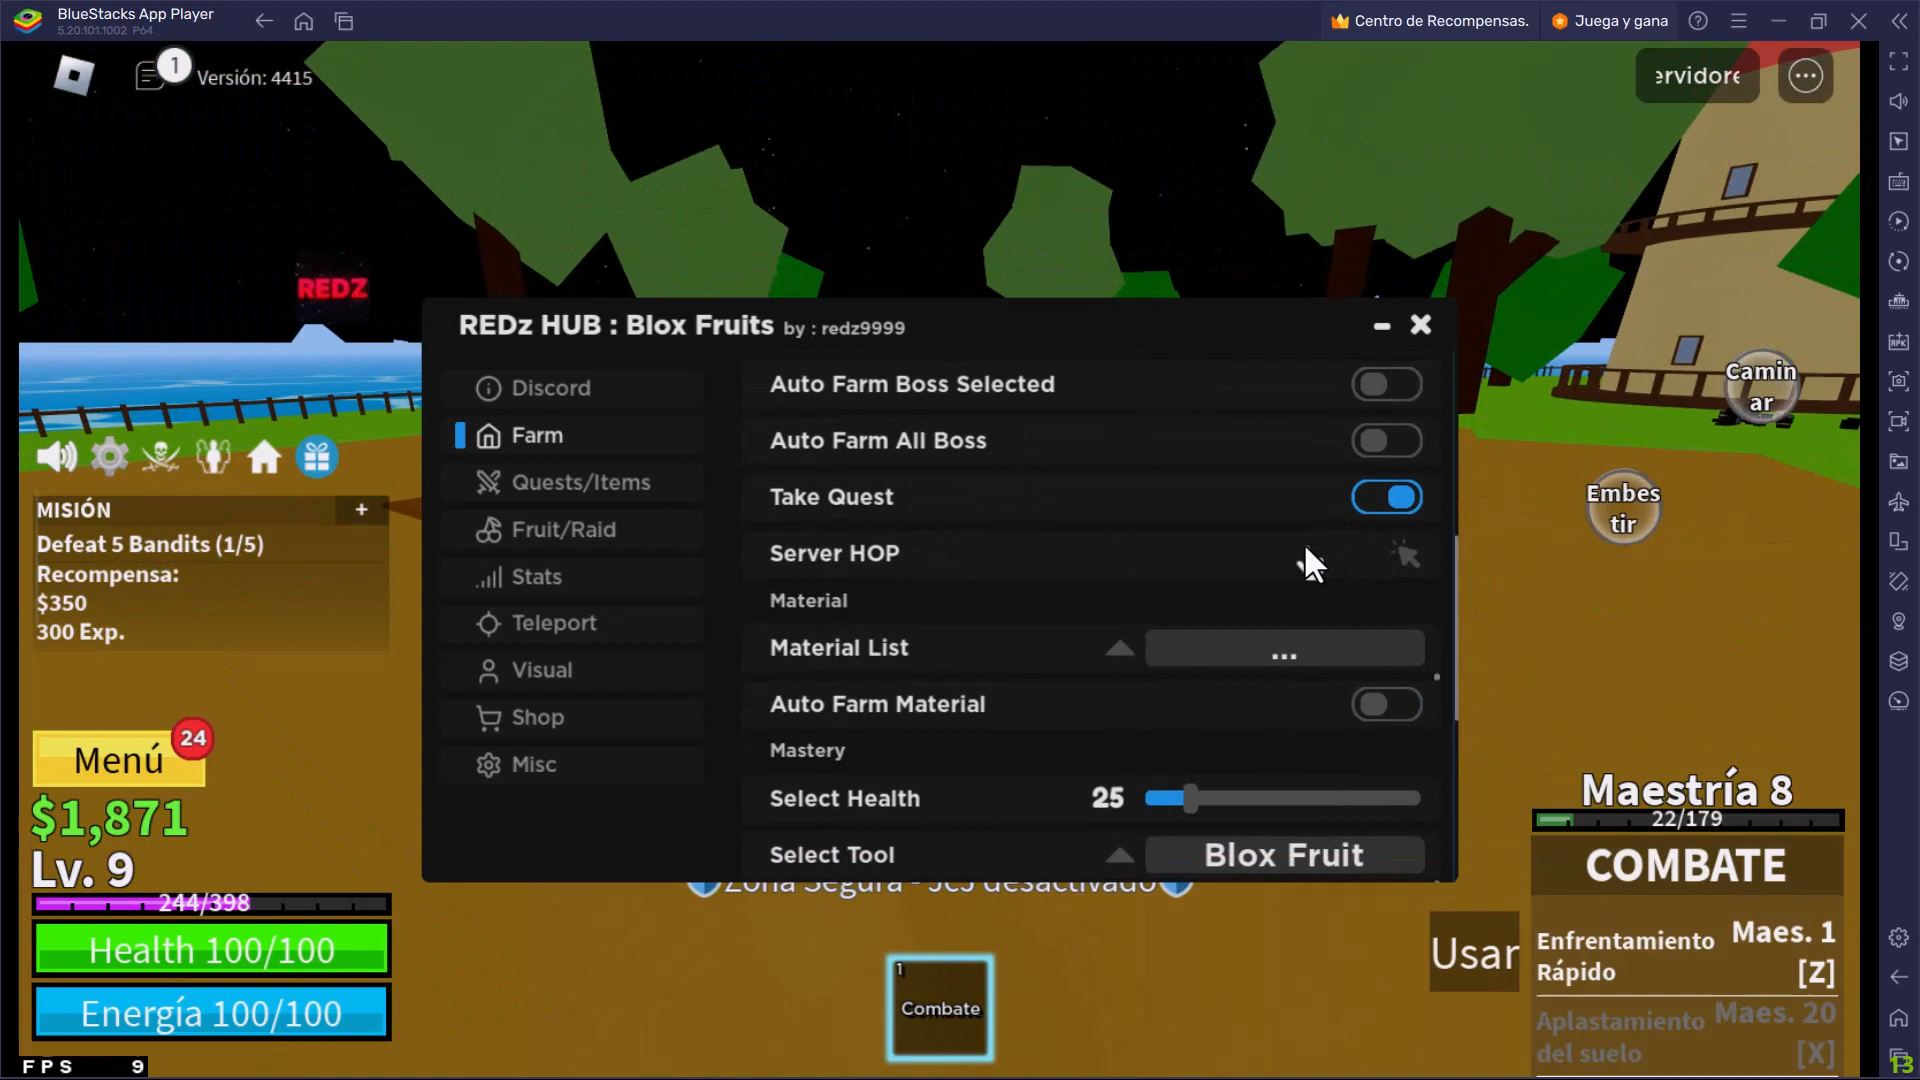 BlueStacks App Player
5.20.101.1002 P64
Centro de Recompensas.
Juega y gana
1
Versión: 4415
ervidore
REDZ
REDz HUB : Blox Fruits by : redz9999
Discord
Farm
Quests/Items
Fruit/Raid
Stats
Teleport
Visual
Shop
Misc
Auto Farm Boss Selected
Auto Farm All Boss
Take Quest
Server HOP
Material
Material List
...
Auto Farm Material
Mastery
Select Health 25
Select Tool
Blox Fruit
Camin
ar
Embes
tir
MISIÓN +
Defeat 5 Bandits (1/5)
Recompensa:
$350
300 Exp.
Menú
24
$1,871
Lv. 9
244/398
Health 100/100
Energía 100/100
FPS 9
Zona Segura - JcJ desactivado
1
Combate
Usar
Maestría 8
22/179
COMBATE
Enfrentamiento
Rápido
Maes. 1
[Z]
Aplastamiento
del suelo
Maes. 20
[X]
13